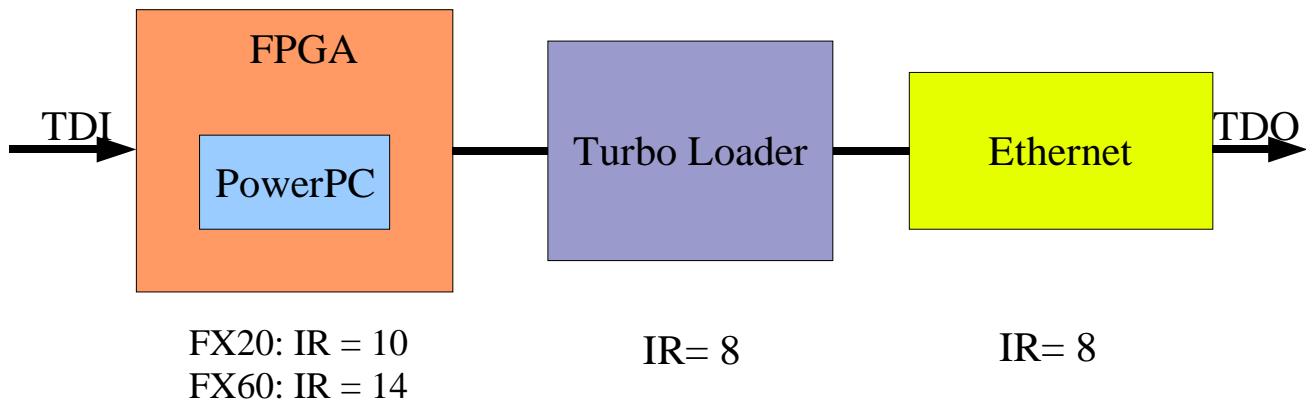 FPGA
TDI
PowerPC
Turbo Loader
Ethernet
TDO
FX20: IR = 10
FX60: IR = 14
IR= 8
IR= 8